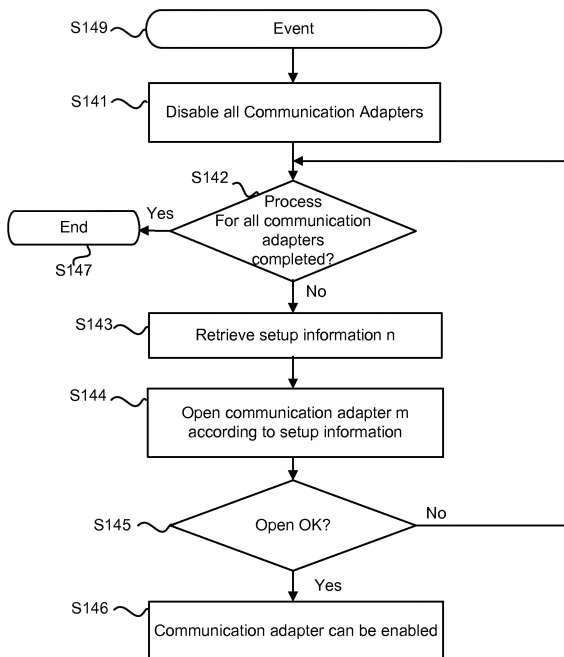 S149
Event
S141
Disable all Communication Adapters
S142
Process
For all communication
adapters
completed?
Yes
End
S147
No
S143
Retrieve setup information n
S144
Open communication adapter m
according to setup information
S145
Open OK?
No
Yes
S146
Communication adapter can be enabled